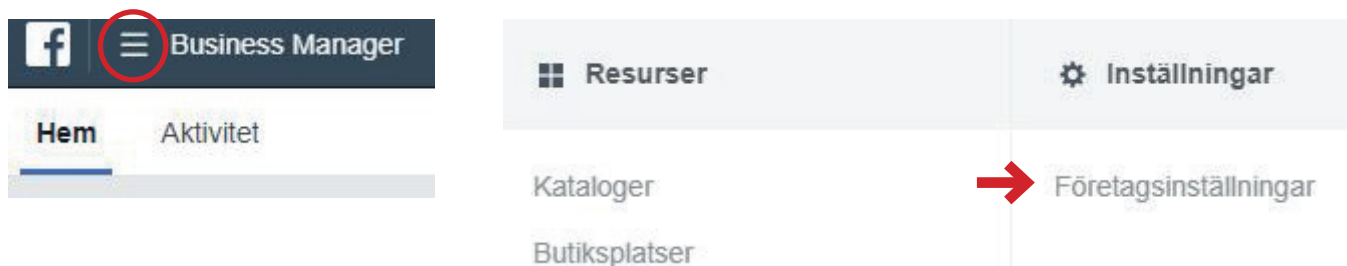 f Business Manager
Hem Aktivitet
Resurser
Kataloger
Butiksplatser
Inställningar
Företagsinställningar